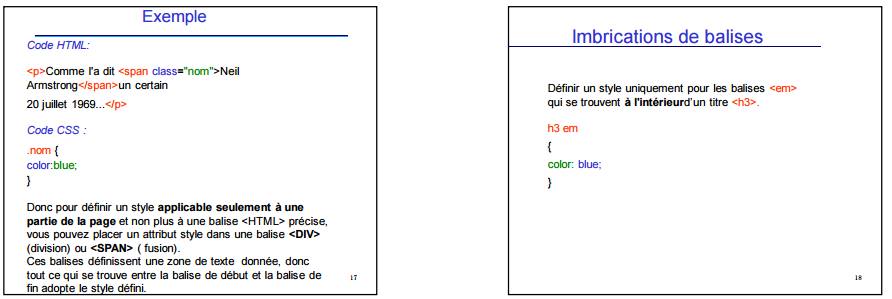 Exemple
Code HTML:
<p>Comme l'a dit <span class="nom">Neil
Armstrong</span>un certain
20 juillet 1969...</p>
Code CSS :
.nom {
color:blue;
}
Donc pour définir un style applicable seulement à une
partie de la page et non plus à une balise <HTML> précise,
vous pouvez placer un attribut style dans une balise <DIV>
(division) ou <SPAN> ( fusion).
Ces balises définissent une zone de texte donnée, donc
tout ce qui se trouve entre la balise de début et la balise de
fin adopte le style défini.
17
Imbrications de balises
Définir un style uniquement pour les balises <em>
qui se trouvent à l'intérieurd'un titre <h3>.
h3 em
{
color: blue;
}
18